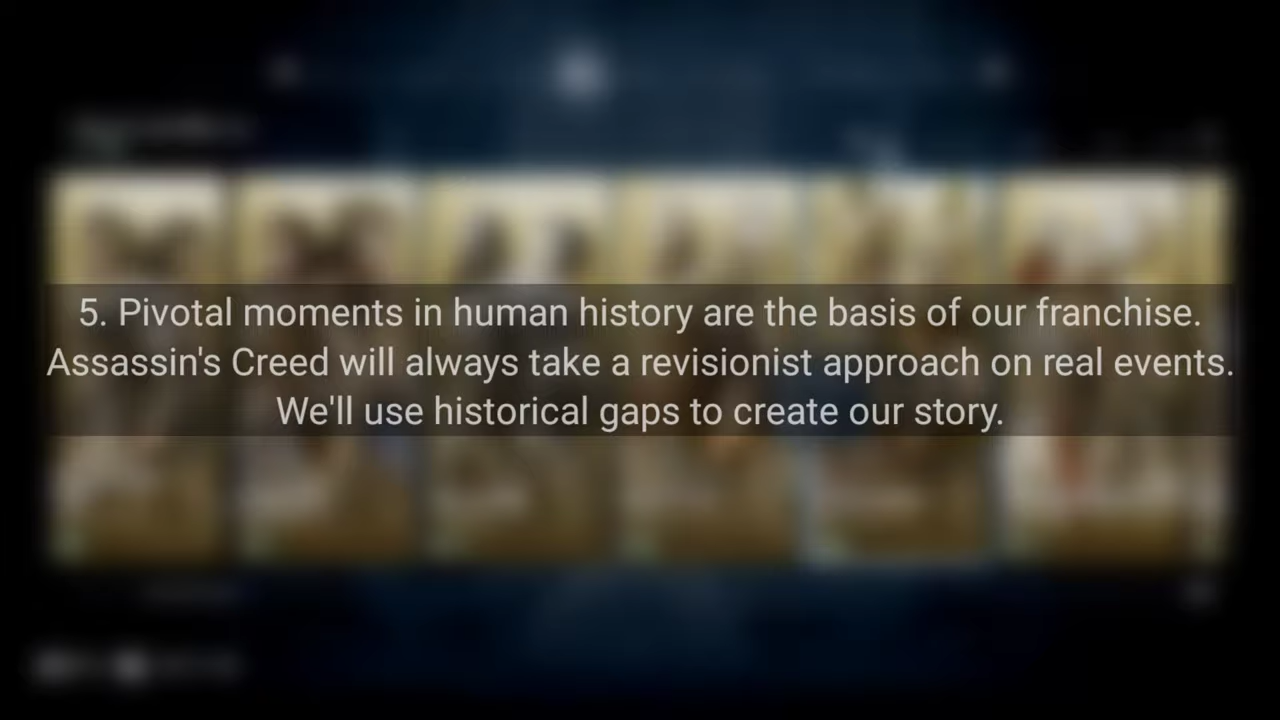 5. Pivotal moments in human history are the basis of our franchise.
Assassin's Creed will always take a revisionist approach on real events.
We'll use historical gaps to create our story.